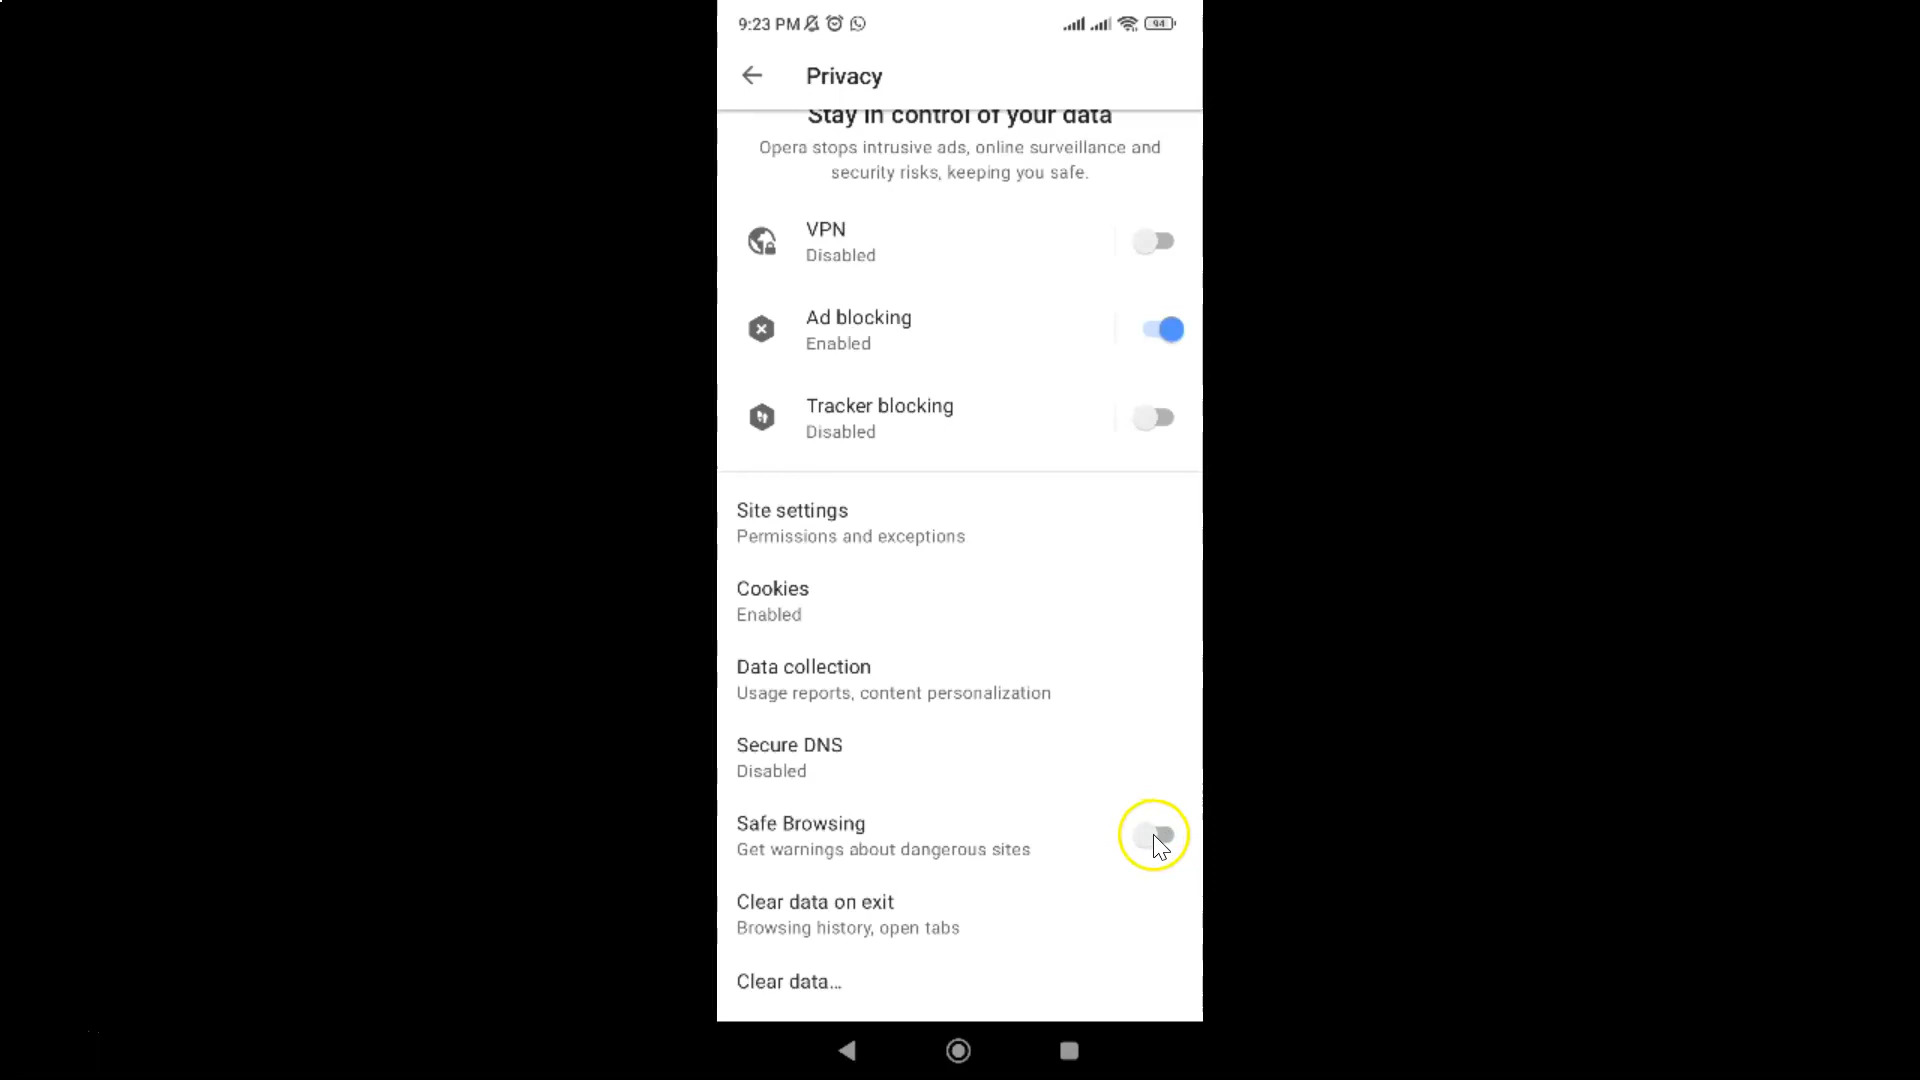 9:23 PM
94
Privacy
Stay in control of your data
Opera stops intrusive ads, online surveillance and
security risks, keeping you safe.
VPN
Disabled
Ad blocking
Enabled
Tracker blocking
Disabled
Site settings
Permissions and exceptions
Cookies
Enabled
Data collection
Usage reports, content personalization
Secure DNS
Disabled
Safe Browsing
Get warnings about dangerous sites
Clear data on exit
Browsing history, open tabs
Clear data...